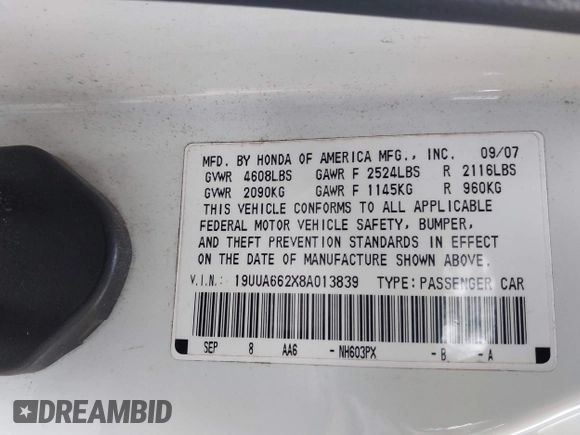 MFD. BY HONDA OF AMERICA MFG., INC. 09/07
GVWR 4608LBS GAWR F 2524LBS R 2116LBS
GVWR 2090KG GAWR F 1145KG R 960KG
THIS VEHICLE CONFORMS TO ALL APPLICABLE
FEDERAL MOTOR VEHICLE SAFETY, BUMPER,
AND THEFT PREVENTION STANDARDS IN EFFECT
ON THE DATE OF MANUFACTURE SHOWN ABOVE.
V.I.N.: 19UUA662X8A013839 TYPE: PASSENGER CAR
SEP 8 AA6 -NH603PX -B -A
DREAMBID